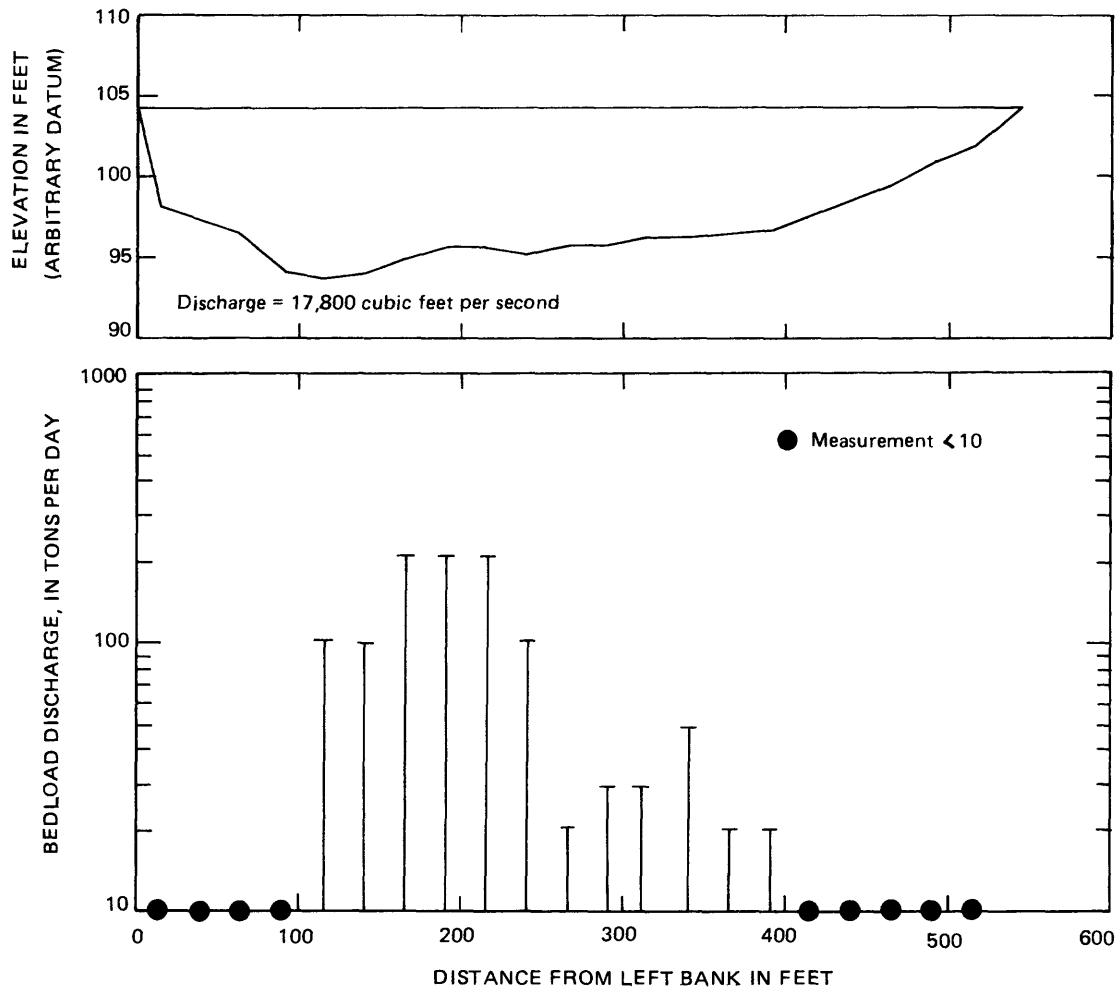 ELEVATION IN FEET
(ARBITRARY DATUM)
110
105
100
95
90
Discharge = 17,800 cubic feet per second
BEDLOAD DISCHARGE, IN TONS PER DAY
1000
100
10
Measurement <10
0 100 200 300 400 500 600
DISTANCE FROM LEFT BANK IN FEET